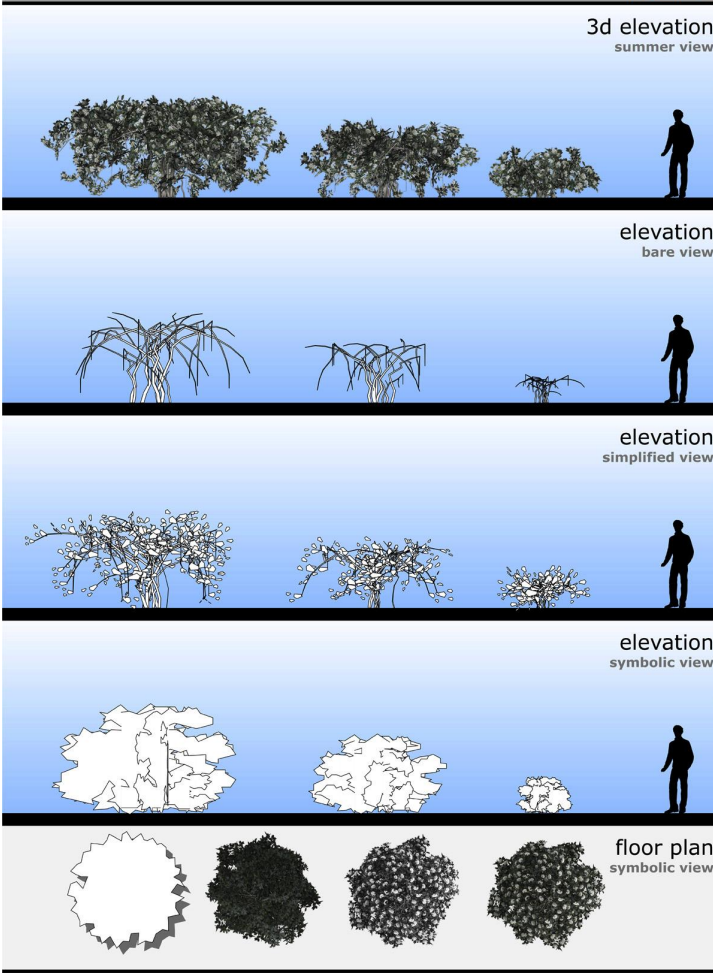 3d elevation
summer view
elevation
bare view
elevation
simplified view
elevation
symbolic view
floor plan
symbolic view